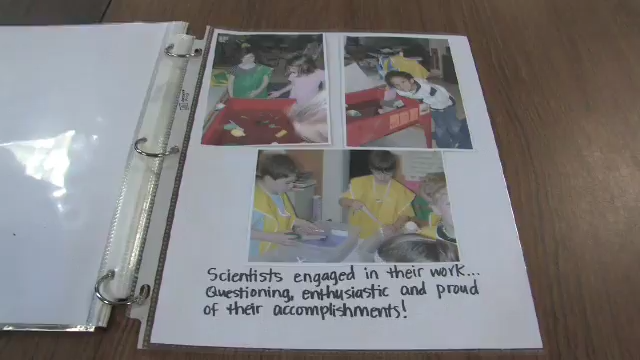 Scientists engaged in their work...
Questioning, enthusiastic and proud
of their accomplishments!